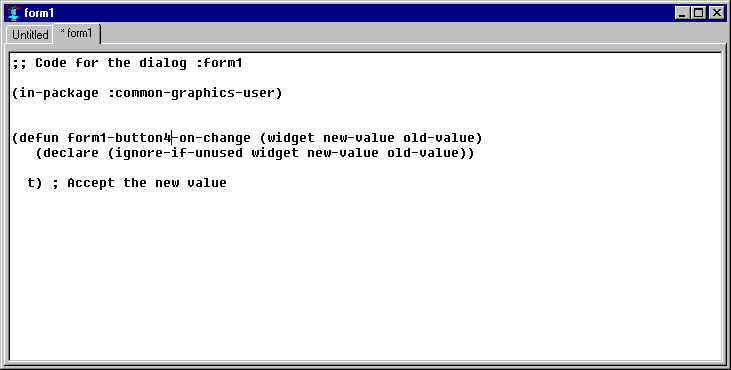 form1
Untitled
* form1
;; Code for the dialog :form1
(in-package :common-graphics-user)
(defun form1-button4-on-change (widget new-value old-value)
(declare (ignore-if-unused widget new-value old-value))
t) ; Accept the new value